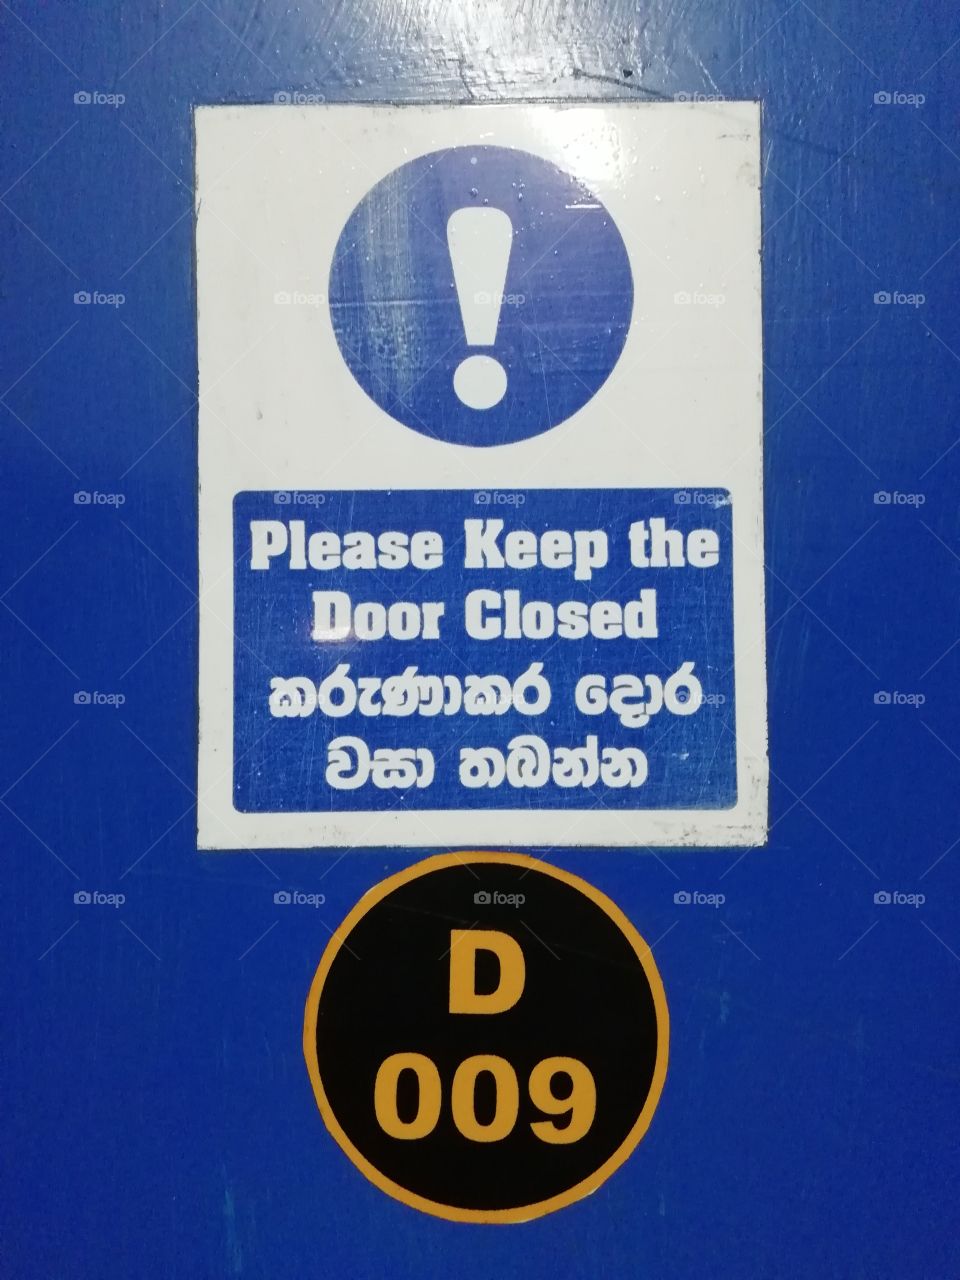 Please Keep the
Door Closed
කරුණාකර දොර
වසා තබන්න
D
009